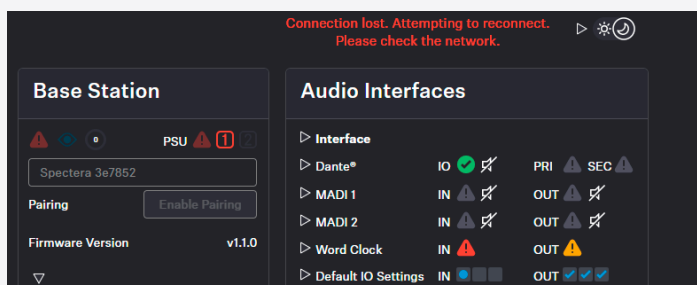 Connection lost. Attempting to reconnect.
Please check the network.
Base Station
0
PSU 1 2
Spectera 3e7852
Pairing Enable Pairing
Firmware Version v1.1.0
Audio Interfaces
Interface
Dante® IO PRI SEC
MADI 1 IN OUT
MADI 2 IN OUT
Word Clock IN OUT
Default IO Settings IN OUT